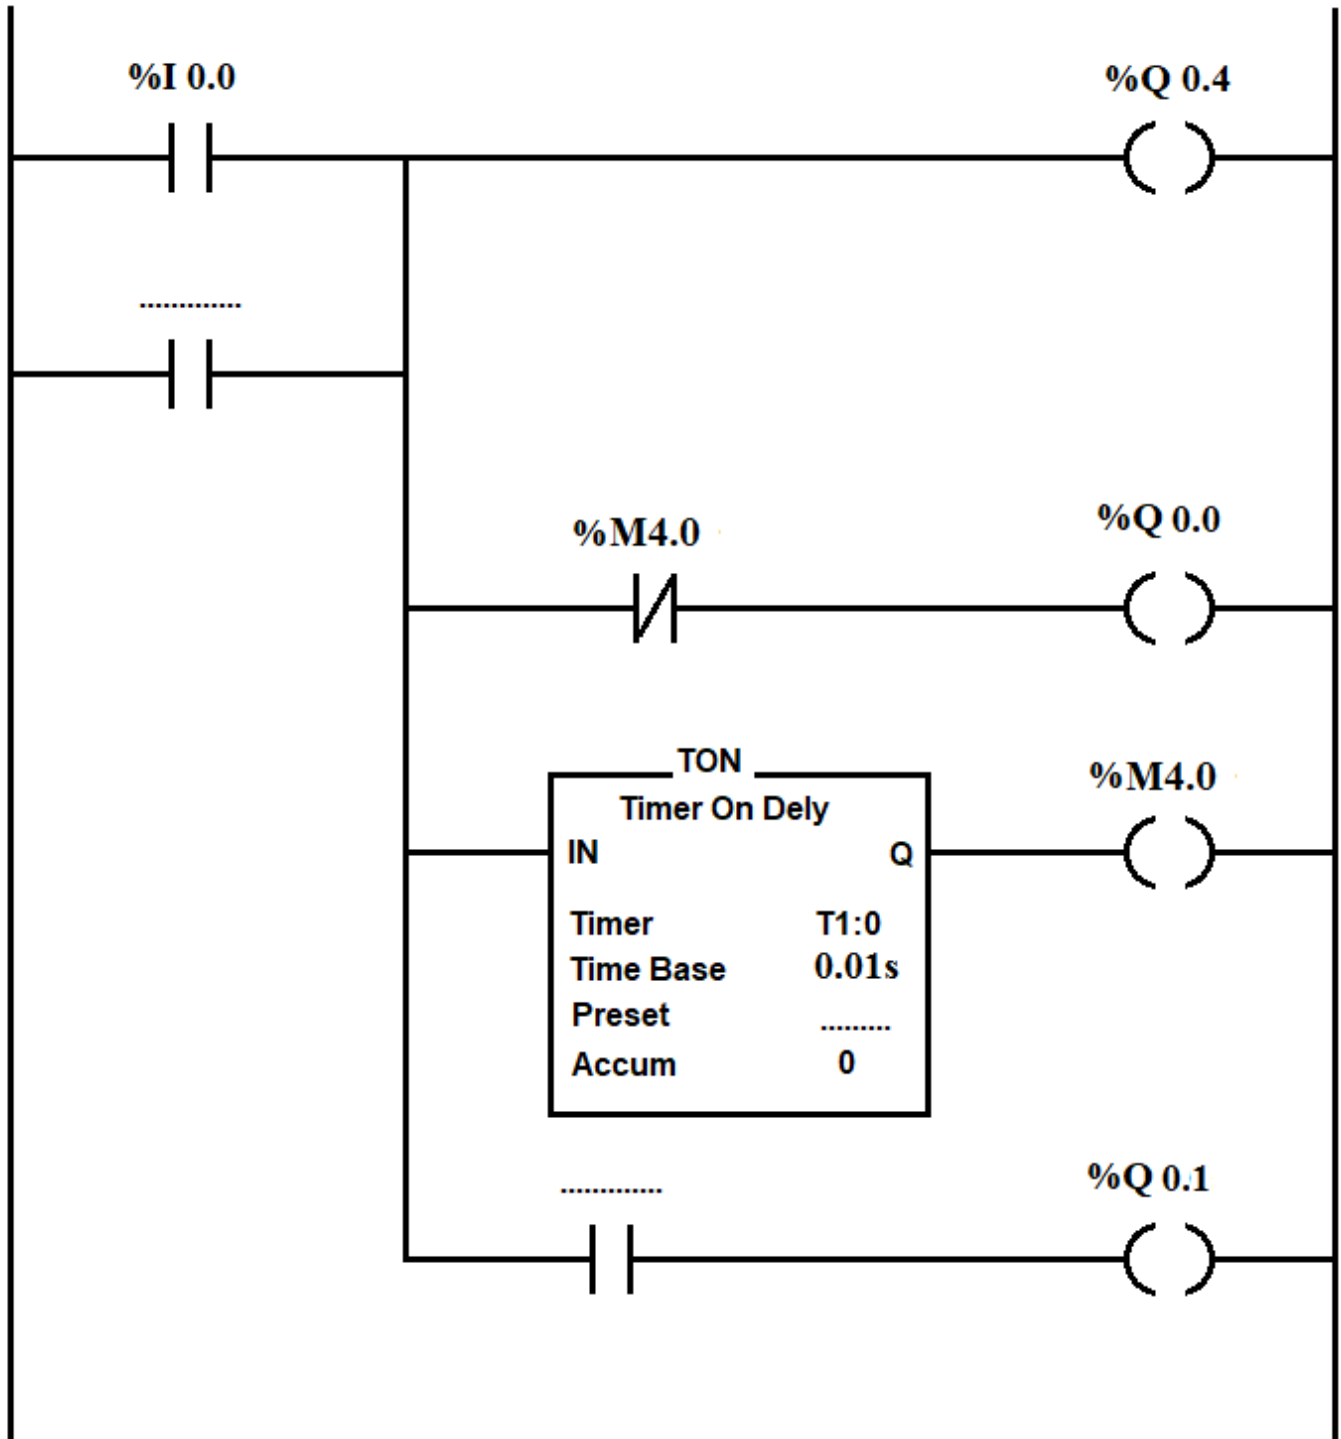 %I 0.0
%Q 0.4
.............
%M4.0
%Q 0.0
TON
Timer On Dely
%M4.0
IN
Q
Timer T1:0
Time Base 0.01s
Preset .........
Accum 0
.............
%Q 0.1